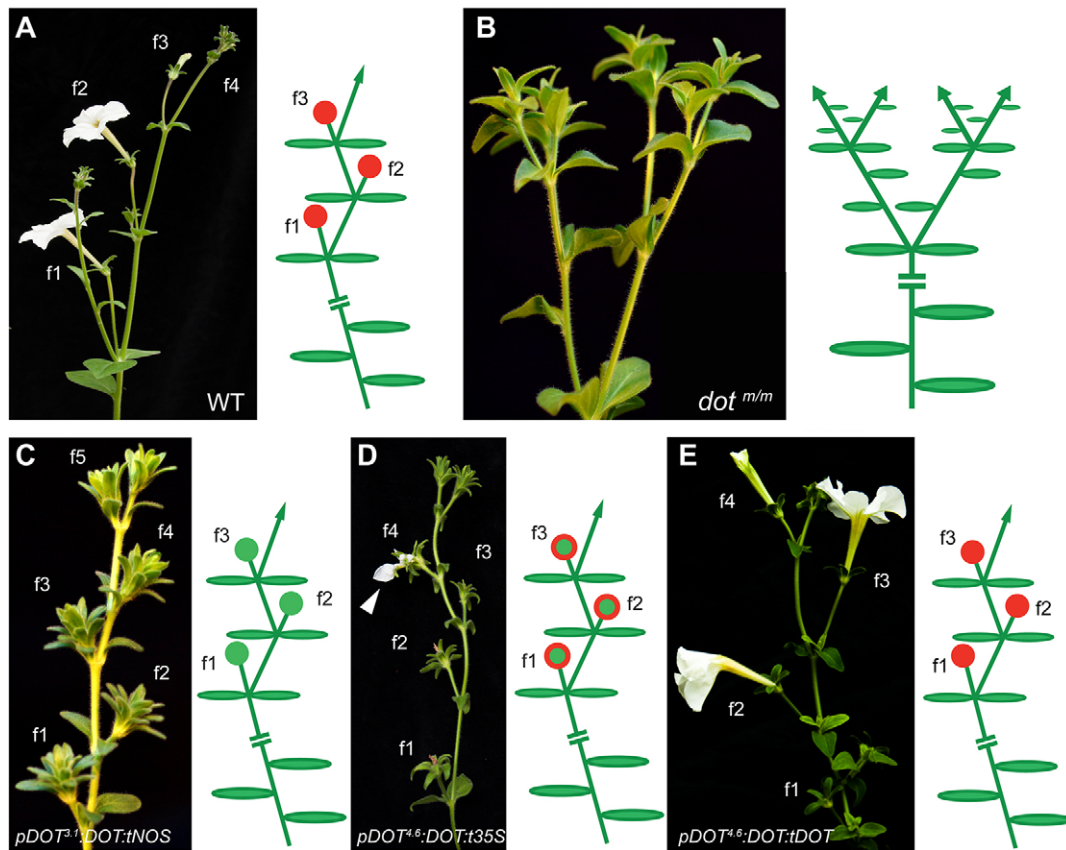 A
f3
f4
f2
f1
WT
f3
f2
f1
B
dot m/m
C
f5
f4
f3
f2
f1
pDOT3.1:DOT:tNOS
f3
f2
f1
D
f4
f3
f2
f1
pDOT4.6:DOT:t35S
f3
f2
f1
E
f4
f3
f2
f1
pDOT4.6:DOT:tDOT
f3
f2
f1